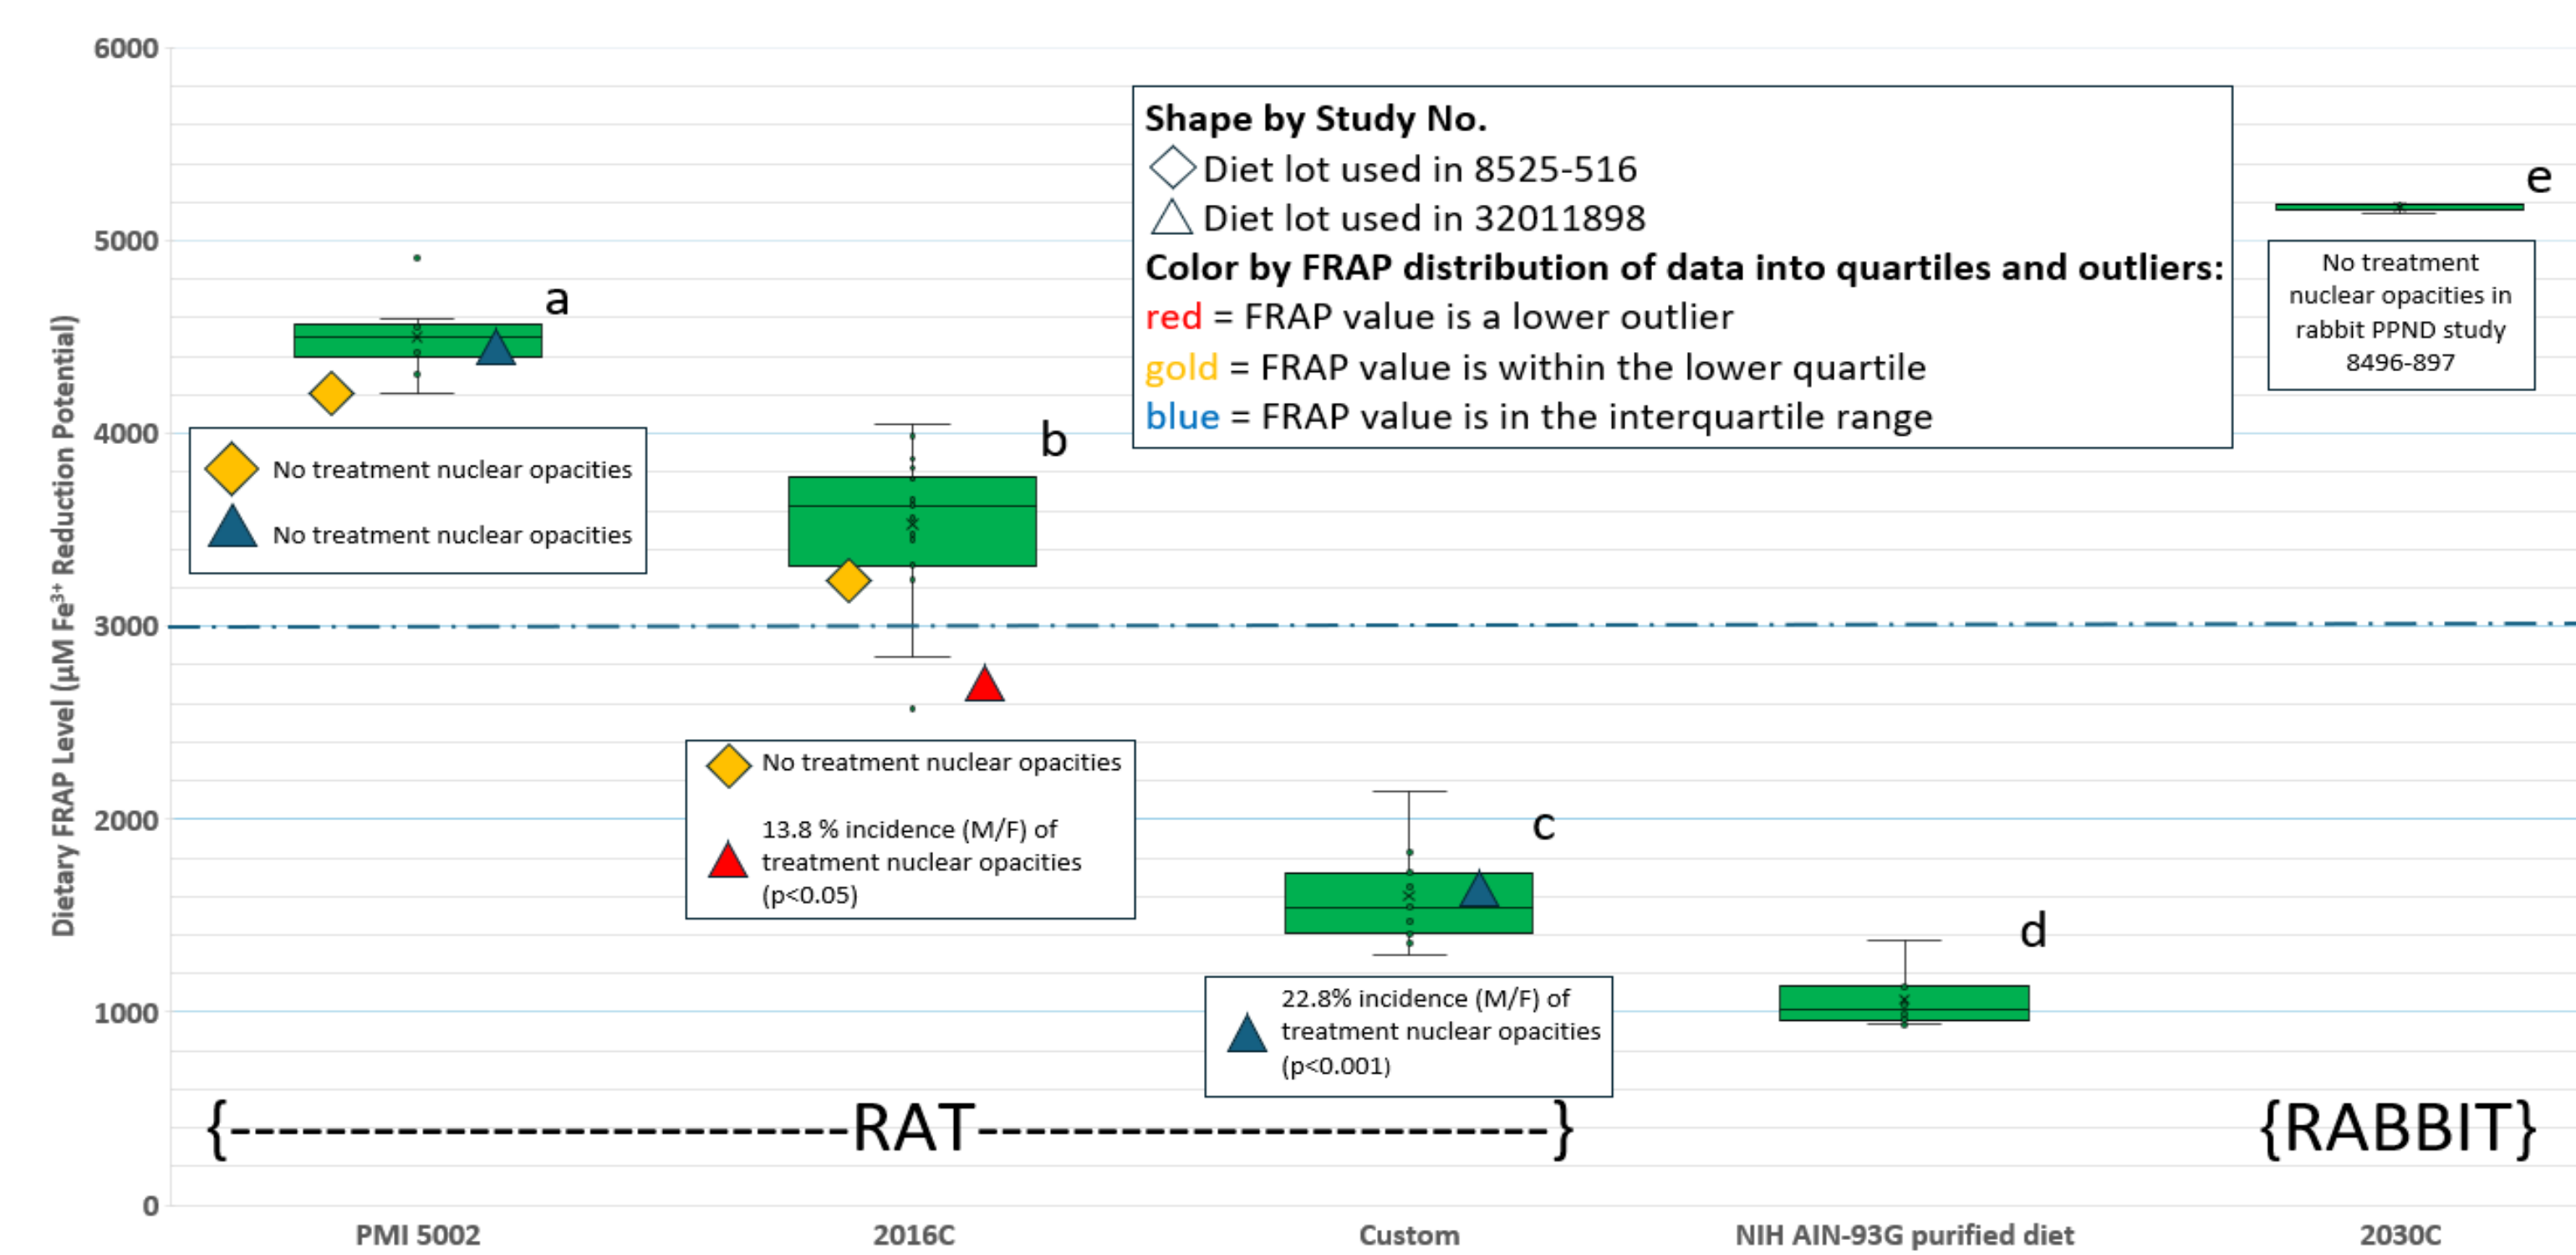 6000
5000
4000
3000
2000
1000
0
Dietary FRAP Level (µM Fe³⁺ Reduction Potential)
Shape by Study No.
Diet lot used in 8525-516
Diet lot used in 32011898
Color by FRAP distribution of data into quartiles and outliers:
red = FRAP value is a lower outlier
gold = FRAP value is within the lower quartile
blue = FRAP value is in the interquartile range
a
No treatment nuclear opacities
No treatment nuclear opacities
b
No treatment nuclear opacities
13.8 % incidence (M/F) of
treatment nuclear opacities
(p<0.05)
c
22.8% incidence (M/F) of
treatment nuclear opacities
(p<0.001)
d
e
No treatment
nuclear opacities in
rabbit PPND study
8496-897
{-------------------------RAT-----------------------}
{RABBIT}
PMI 5002
2016C
Custom
NIH AIN-93G purified diet
2030C